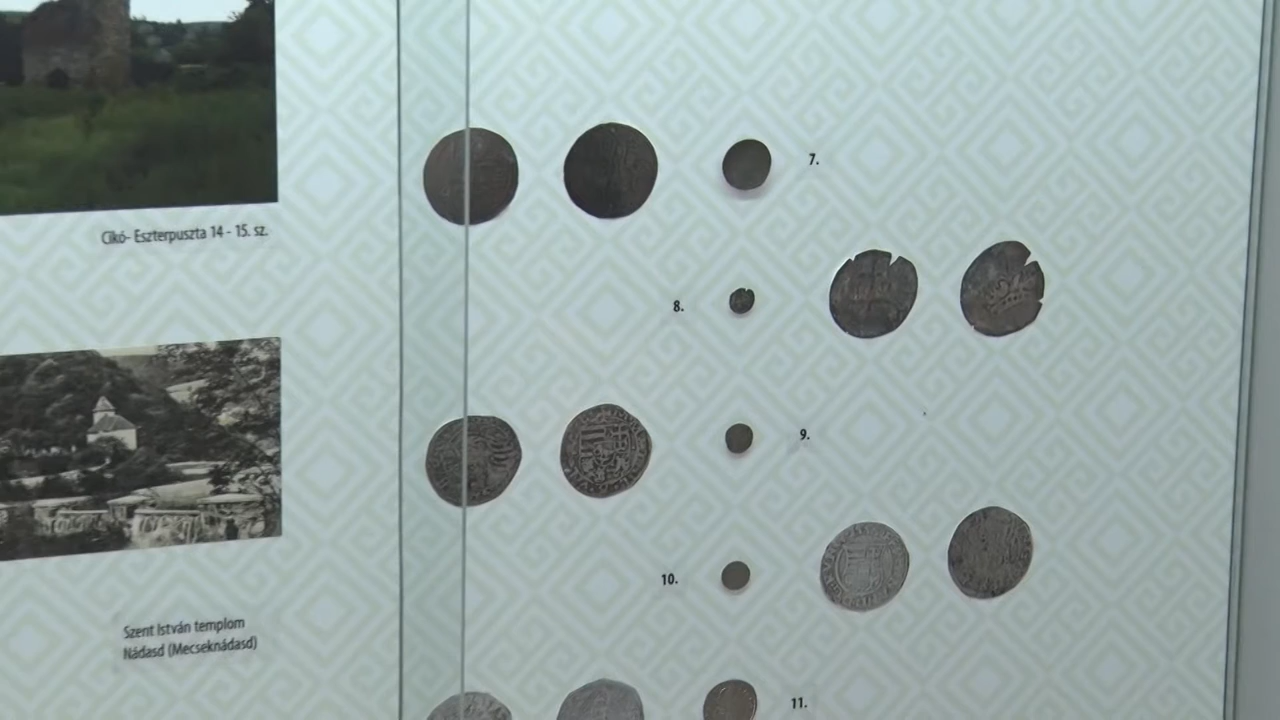 Cikó- Eszterpuszta 14 - 15. sz.
Szent István templom
Nádasd (Mecseknádasd)
7.
8.
9.
10.
11.